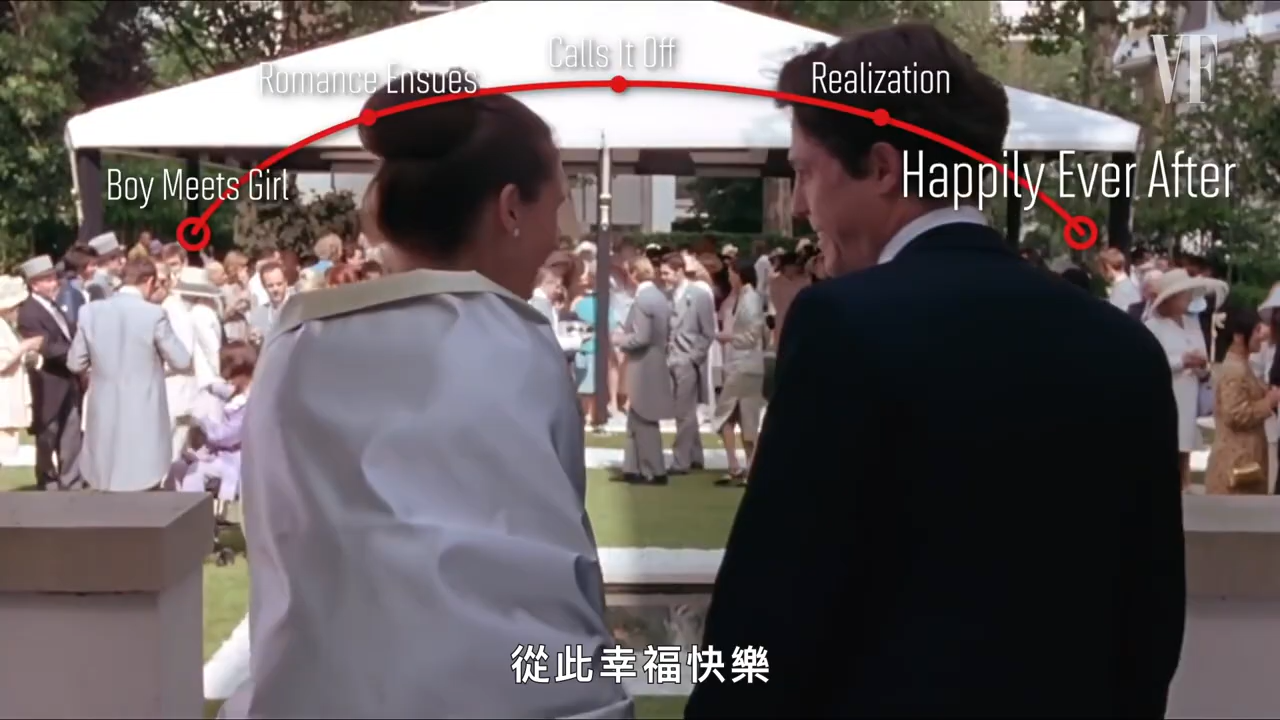 VF
Calls It Off
Romance Ensues
Realization
Boy Meets Girl
Happily Ever After
從此幸福快樂